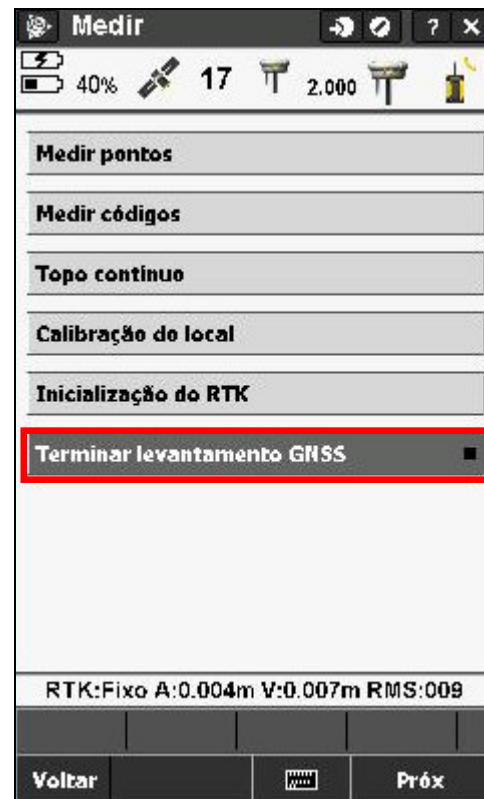 Medir ? X
40% 17 2.000
Medir pontos
Medir códigos
Topo contínuo
Calibração do local
Inicialização do RTK
Terminar levantamento GNSS
RTK:Fixo A:0.004m V:0.007m RMS:009
Voltar Próx